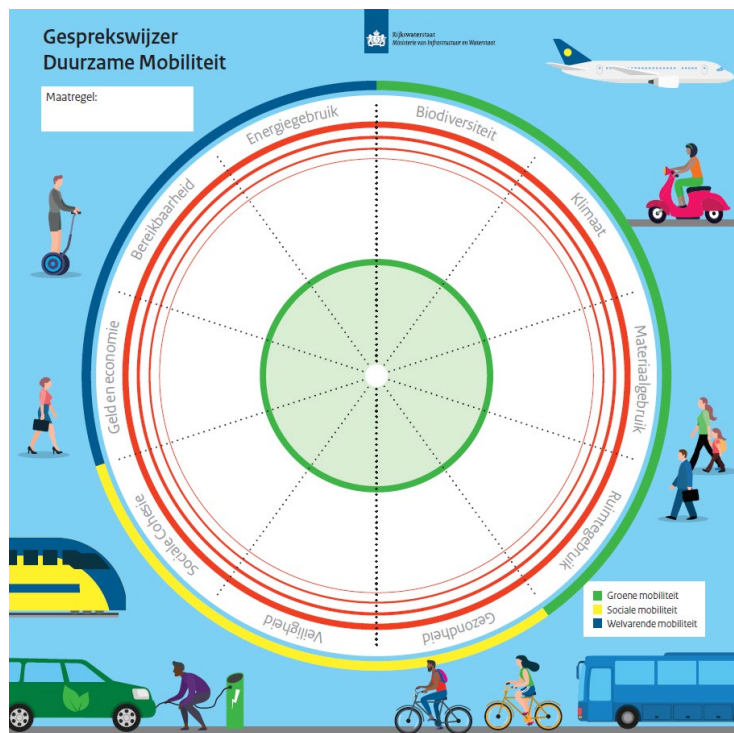 Gesprekswijzer
Duurzame Mobiliteit
Rijkswaterstaat
Ministerie van Infrastructuur en Waterstaat
Maatregel:
Energiegebruik
Biodiversiteit
Bereikbaarheid
Klimaat
Geld en economie
Materiaalgebruik
Sociale Cohesie
Ruimtegebruik
Veiligheid
Gezondheid
Groene mobiliteit
Sociale mobiliteit
Welvarende mobiliteit